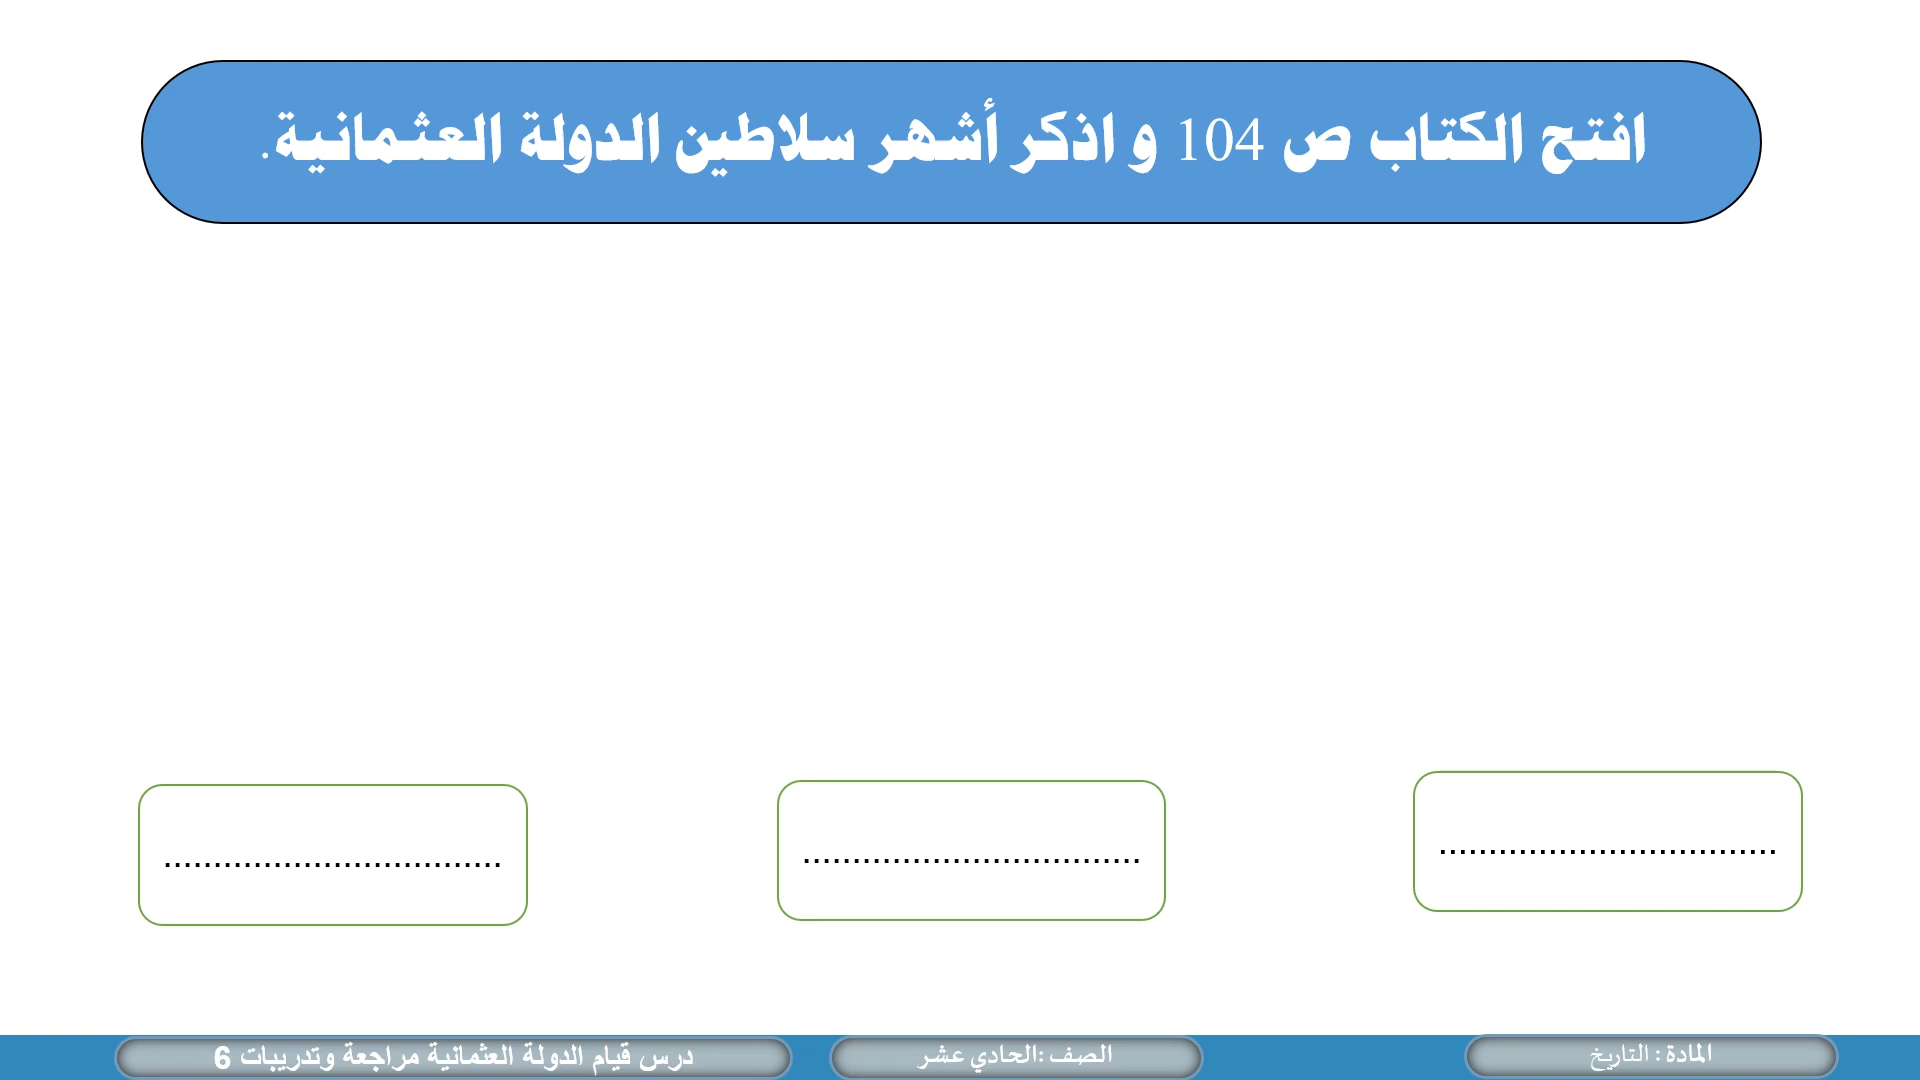 افتح الكتاب ص 104 و اذكر أشهر سلاطين الدولة العثمانية.
..................................
..................................
..................................
المادة : التاريخ
الصف :الحادي عشر
درس قيام الدولة العثمانية مراجعة وتدريبات 6